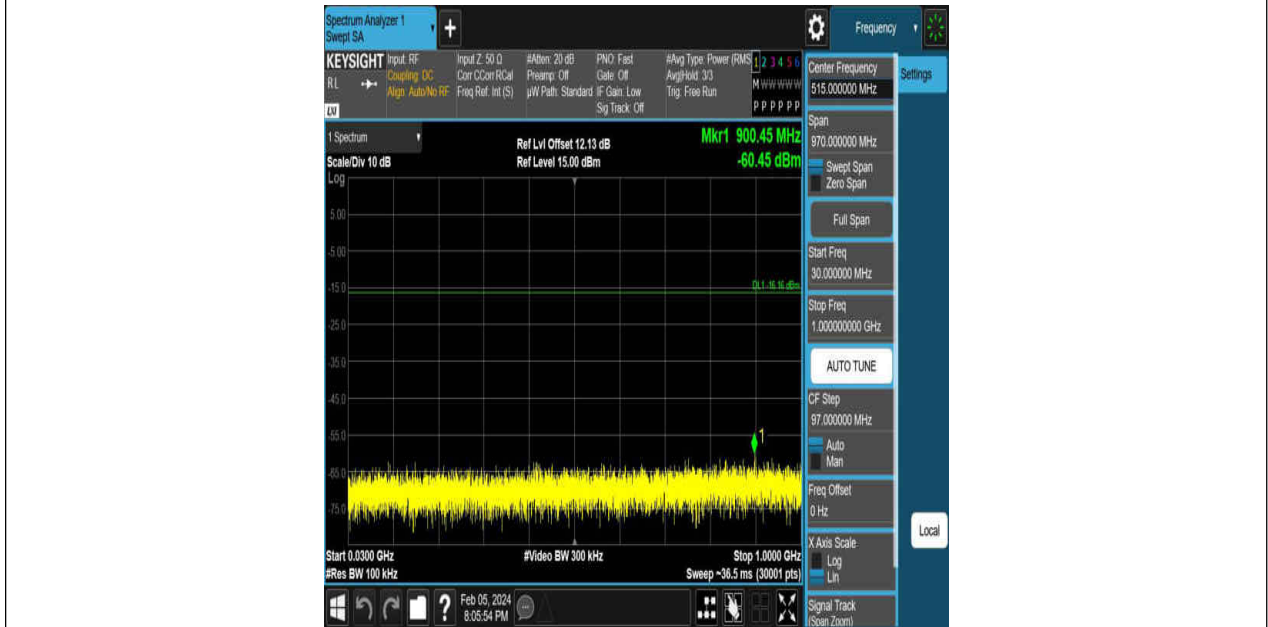 Spectrum Analyzer 1
Swept SA
+
Frequency
KEYSIGHT
RL
LXI
Input: RF
Coupling: DC
Align: Auto/No RF
Input Z: 50 Ω
Corr CCorr RCal
Freq Ref: Int (S)
#Atten: 20 dB
Preamp: Off
µW Path: Standard
PNO: Fast
Gate: Off
IF Gain: Low
Sig Track: Off
#Avg Type: Power (RMS
Avg|Hold: 3/3
Trig: Free Run
1 2 3 4 5 6
M W W W W W
P P P P P P
Center Frequency
515.000000 MHz
Settings
1 Spectrum
Scale/Div 10 dB
Log
Ref Lvl Offset 12.13 dB
Ref Level 15.00 dBm
Mkr1 900.45 MHz
-60.45 dBm
Span
970.000000 MHz
Swept Span
Zero Span
Full Span
5.00
-5.00
-15.0
DL1 -16.16 dBm
-25.0
-35.0
-45.0
-55.0
1
-65.0
-75.0
Start Freq
30.000000 MHz
Stop Freq
1.000000000 GHz
AUTO TUNE
CF Step
97.000000 MHz
Auto
Man
Freq Offset
0 Hz
Local
X Axis Scale
Log
Lin
Start 0.0300 GHz
#Video BW 300 kHz
Stop 1.0000 GHz
#Res BW 100 kHz
Sweep ~36.5 ms (30001 pts)
?
Feb 05, 2024
8:05:54 PM
Signal Track
(Span Zoom)